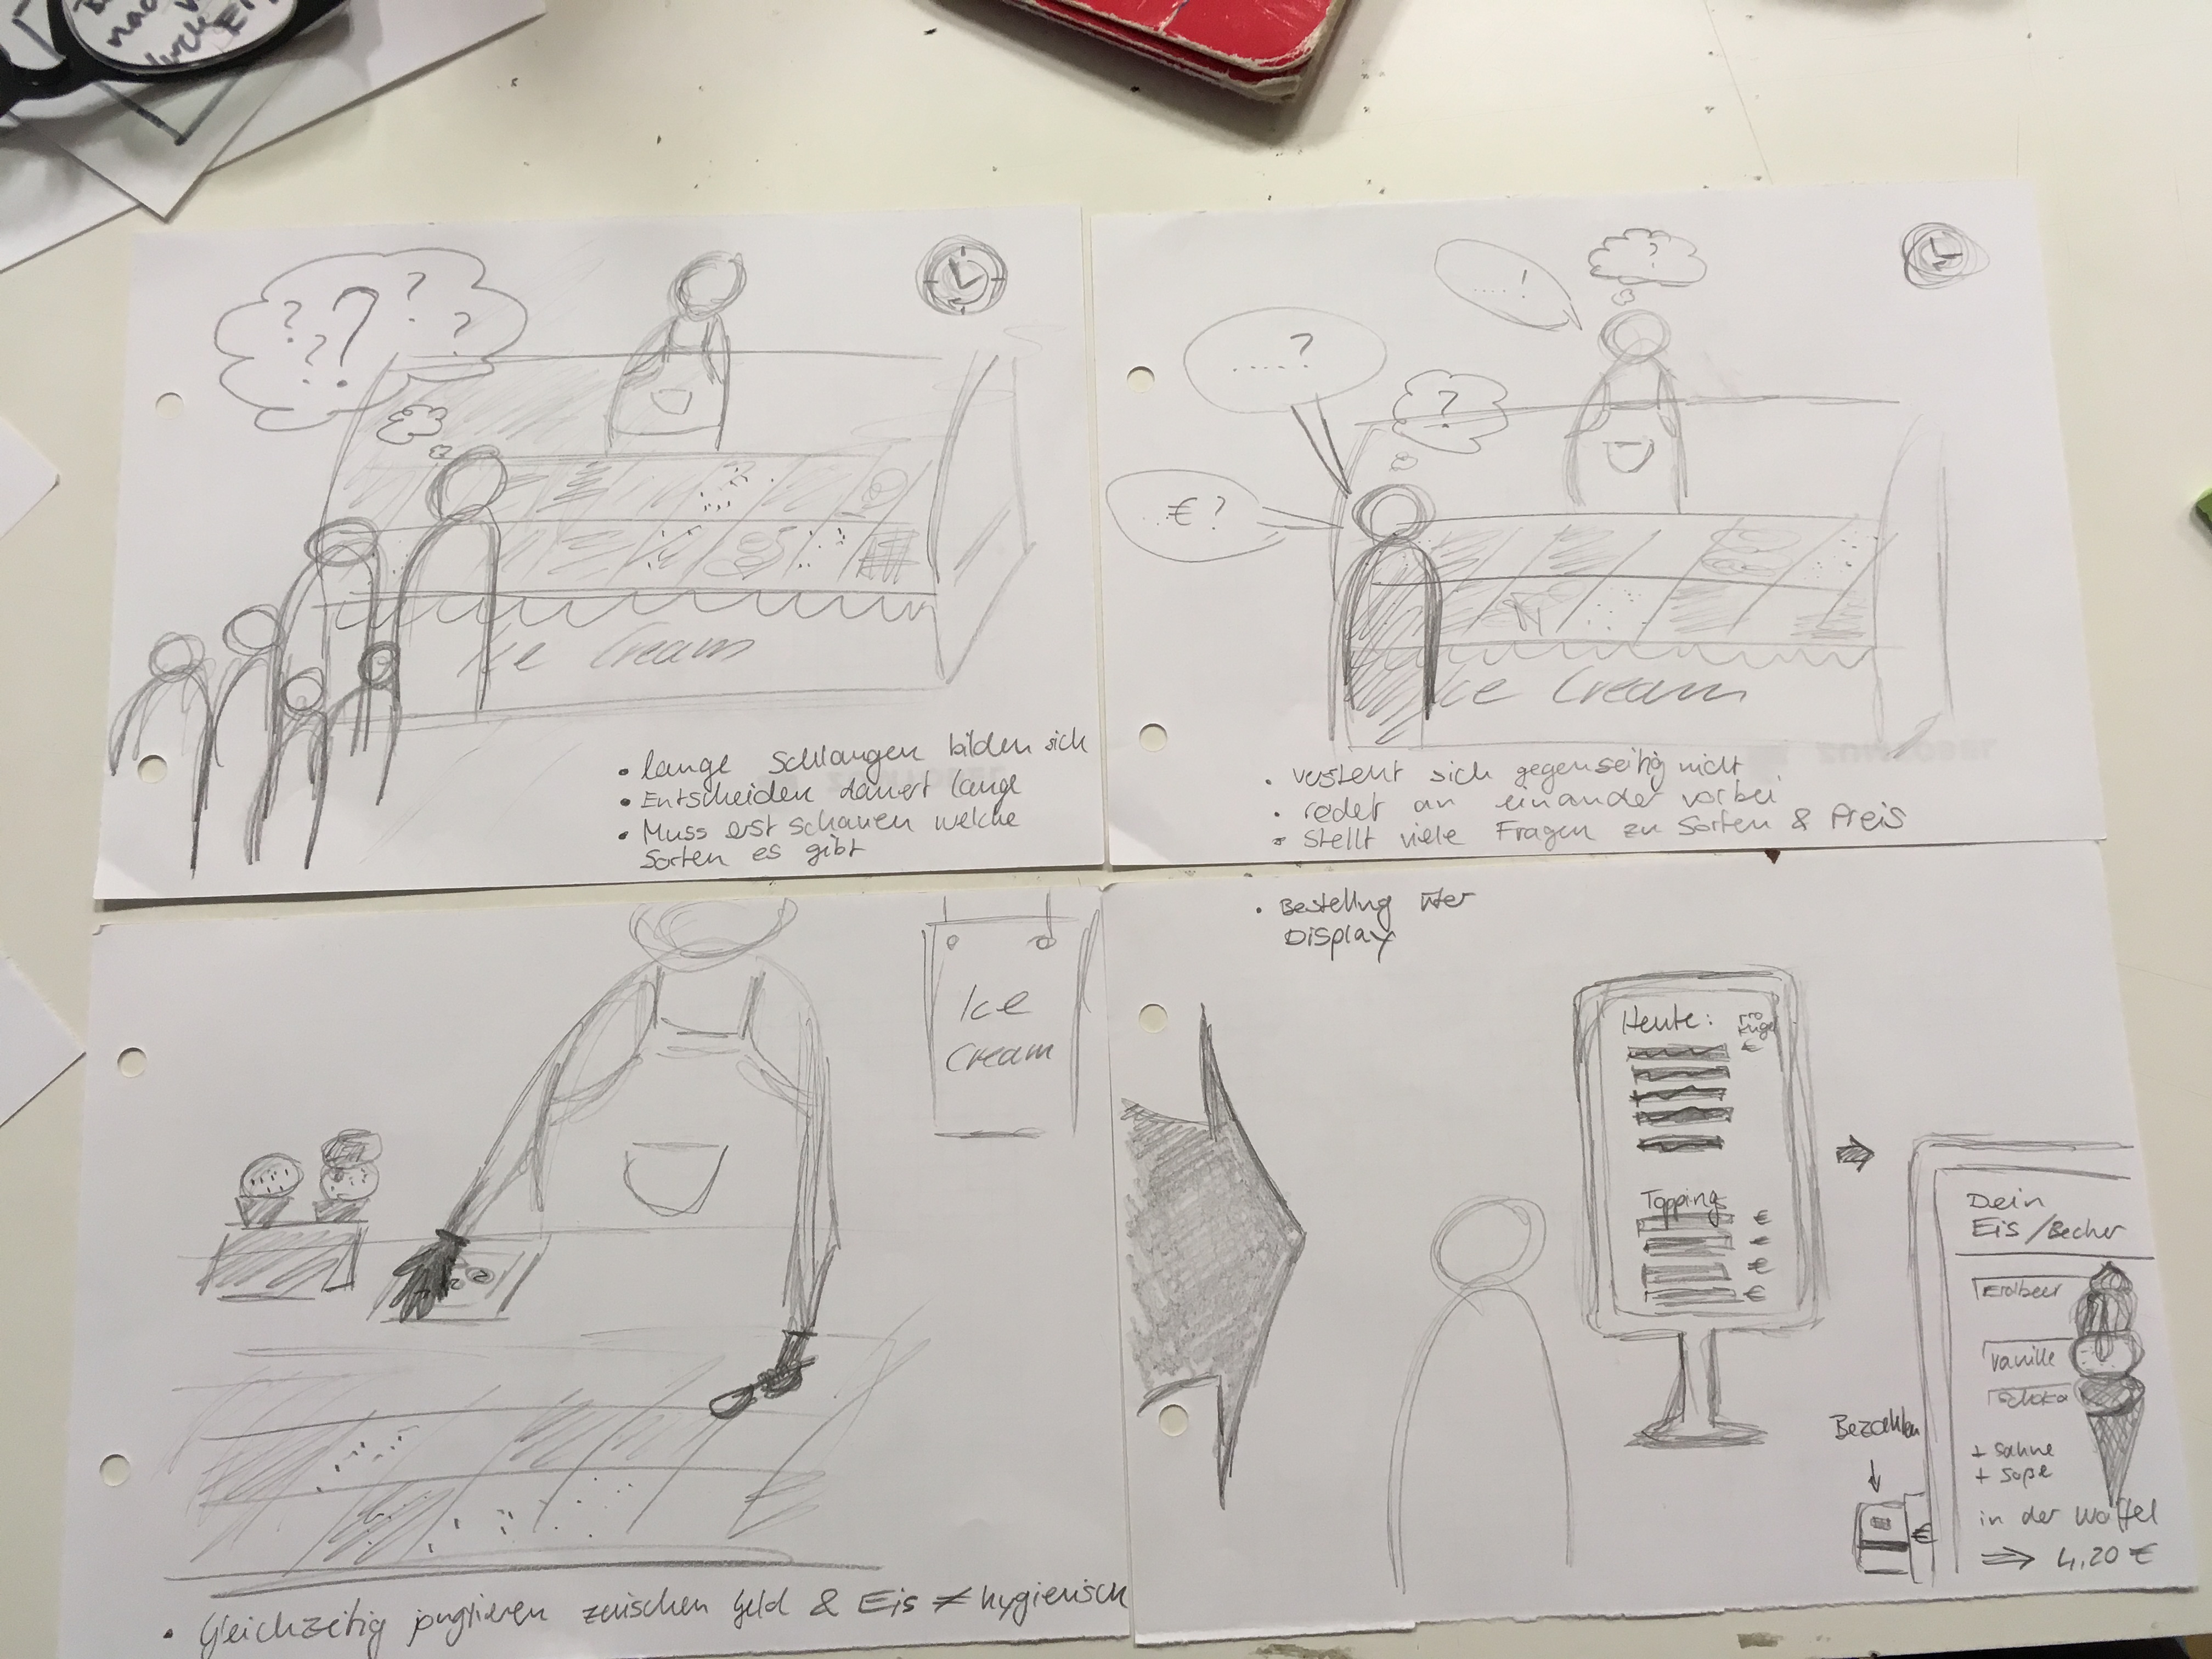 ? ? ? ? ?
Ice Cream
• lange Schlangen bilden sich
• Entscheiden dauert lange
• Muss erst schauen welche
Sorten es gibt
.....!
?
.....?
?
€?
Ice Cream
• versteht sich gegenseitig nicht
• redet an einander vorbei
• stellt viele Fragen zu Sorten & Preis
Ice
Cream
• Gleichzeitig jonglieren zwischen Geld & Eis ≠ hygienisch
• Bestellung über
Display
Heute:
€
Topping
€
€
€
€
Dein
Eis/Becher
Erdbeer
Vanille
Schoko
+ Sahne
+ Soße
in der Waffel
⇒ 4,20 €
Bezahlen
€